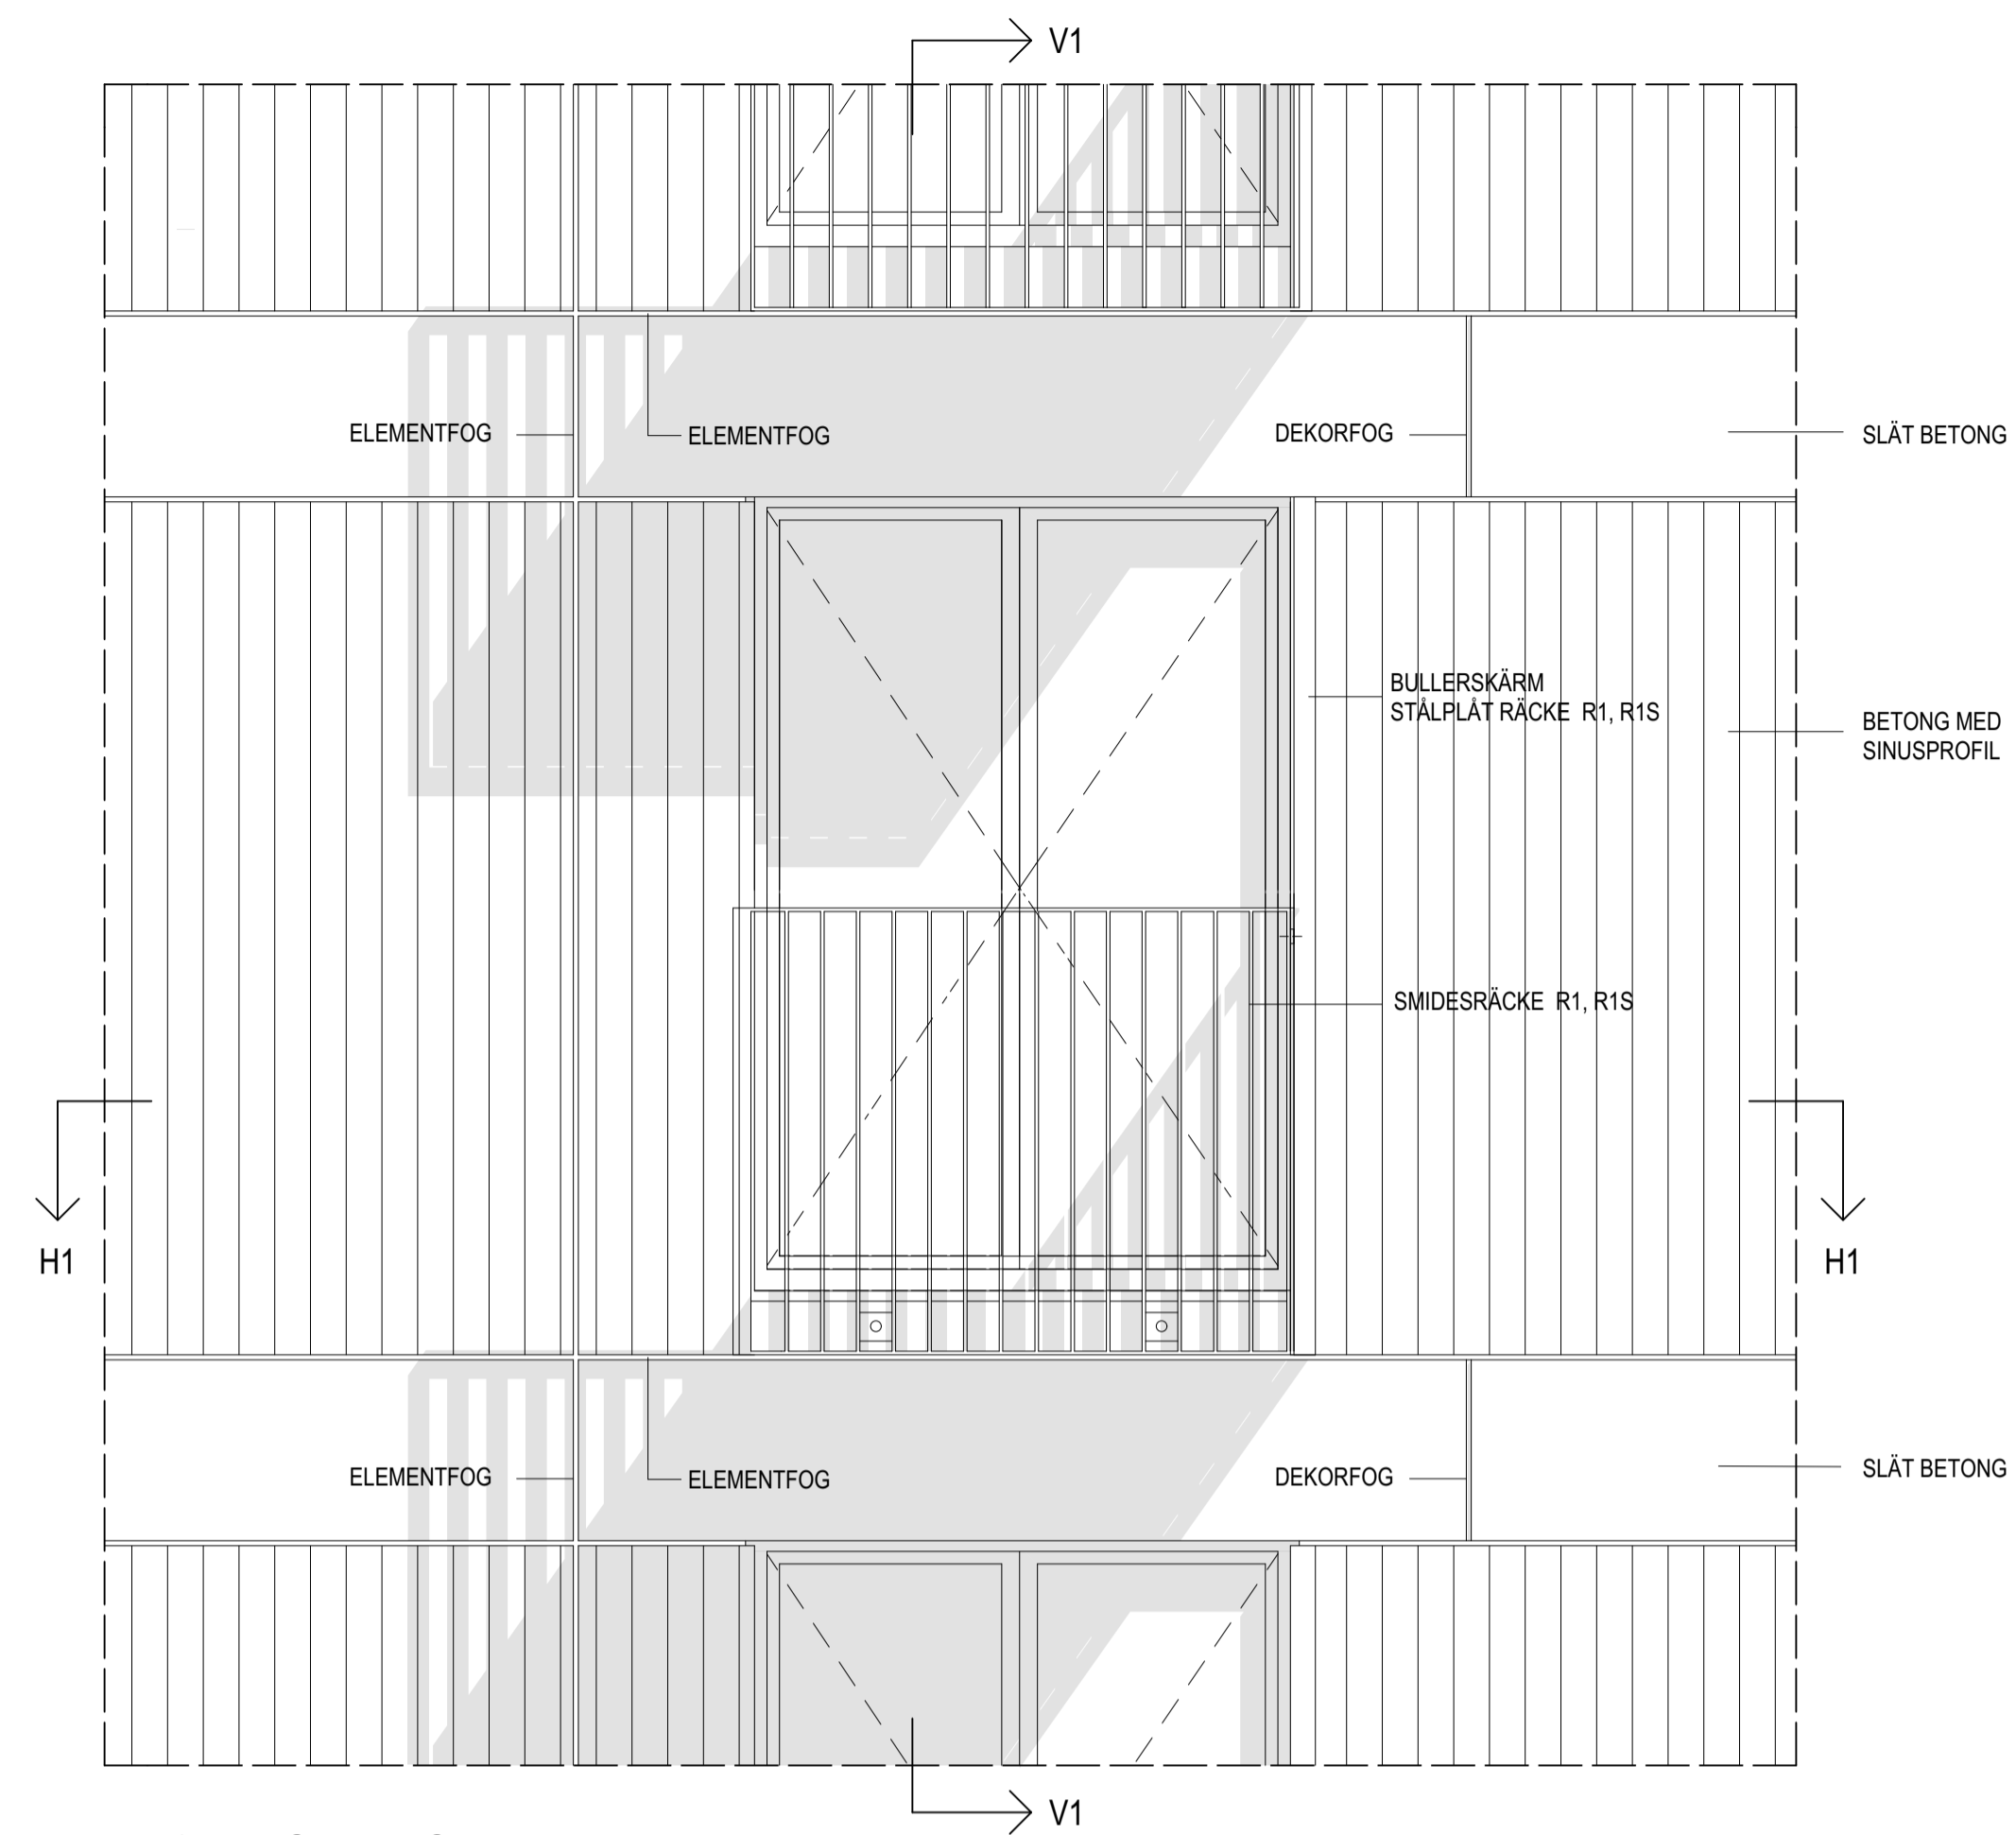 V1
ELEMENTFOG
ELEMENTFOG
DEKORFOG
SLÄT BETONG
BULLERSKÄRM
STÅLPLÅT RÄCKE R1, R1S
BETONG MED
SINUSPROFIL
SMIDESRÄCKE R1, R1S
H1
H1
ELEMENTFOG
ELEMENTFOG
DEKORFOG
SLÄT BETONG
V1